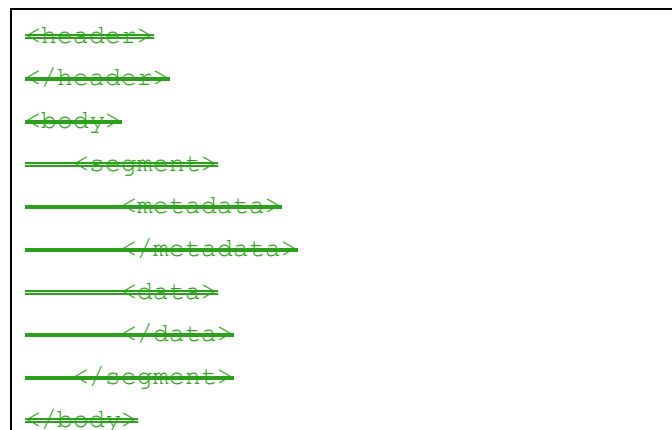 <header>
</header>
<body>
   <segment>
      <metadata>
      </metadata>
      <data>
      </data>
   </segment>
</body>